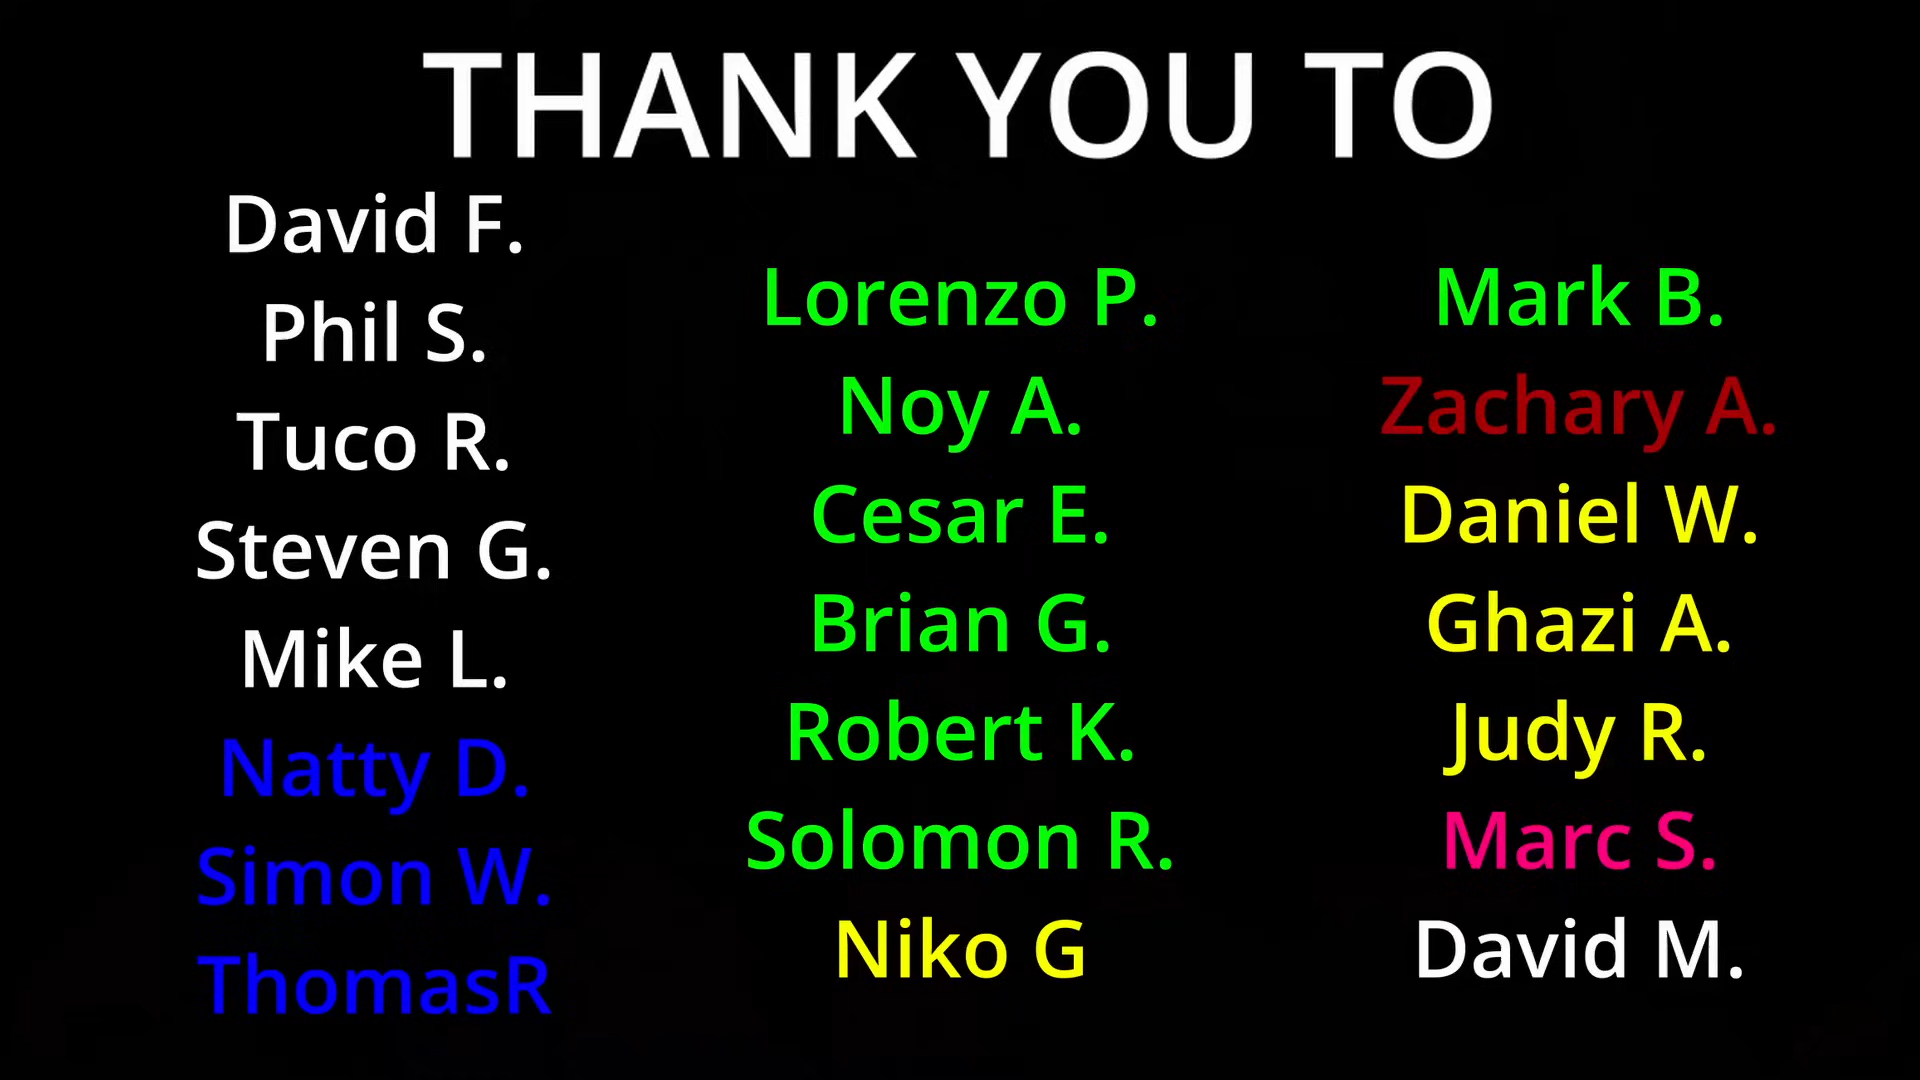 THANK YOU TO
David F.
Phil S.
Tuco R.
Steven G.
Mike L.
Natty D.
Simon W.
ThomasR
Lorenzo P.
Noy A.
Cesar E.
Brian G.
Robert K.
Solomon R.
Niko G
Mark B.
Zachary A.
Daniel W.
Ghazi A.
Judy R.
Marc S.
David M.